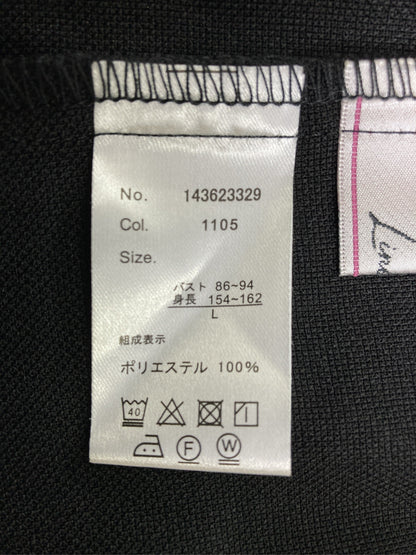 No. 143623329
Col. 1105
Size.
バスト 86~94
身長 154~162
L
組成表示
ポリエステル 100%
40
F W